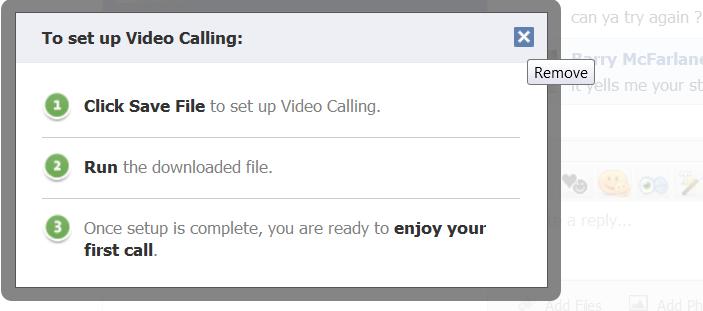 To set up Video Calling:
Remove
1 Click Save File to set up Video Calling.
2 Run the downloaded file.
3 Once setup is complete, you are ready to enjoy your
first call.
can ya try again ?
Barry McFarlane
yells me your st
a reply...
Add Files
Add Ph